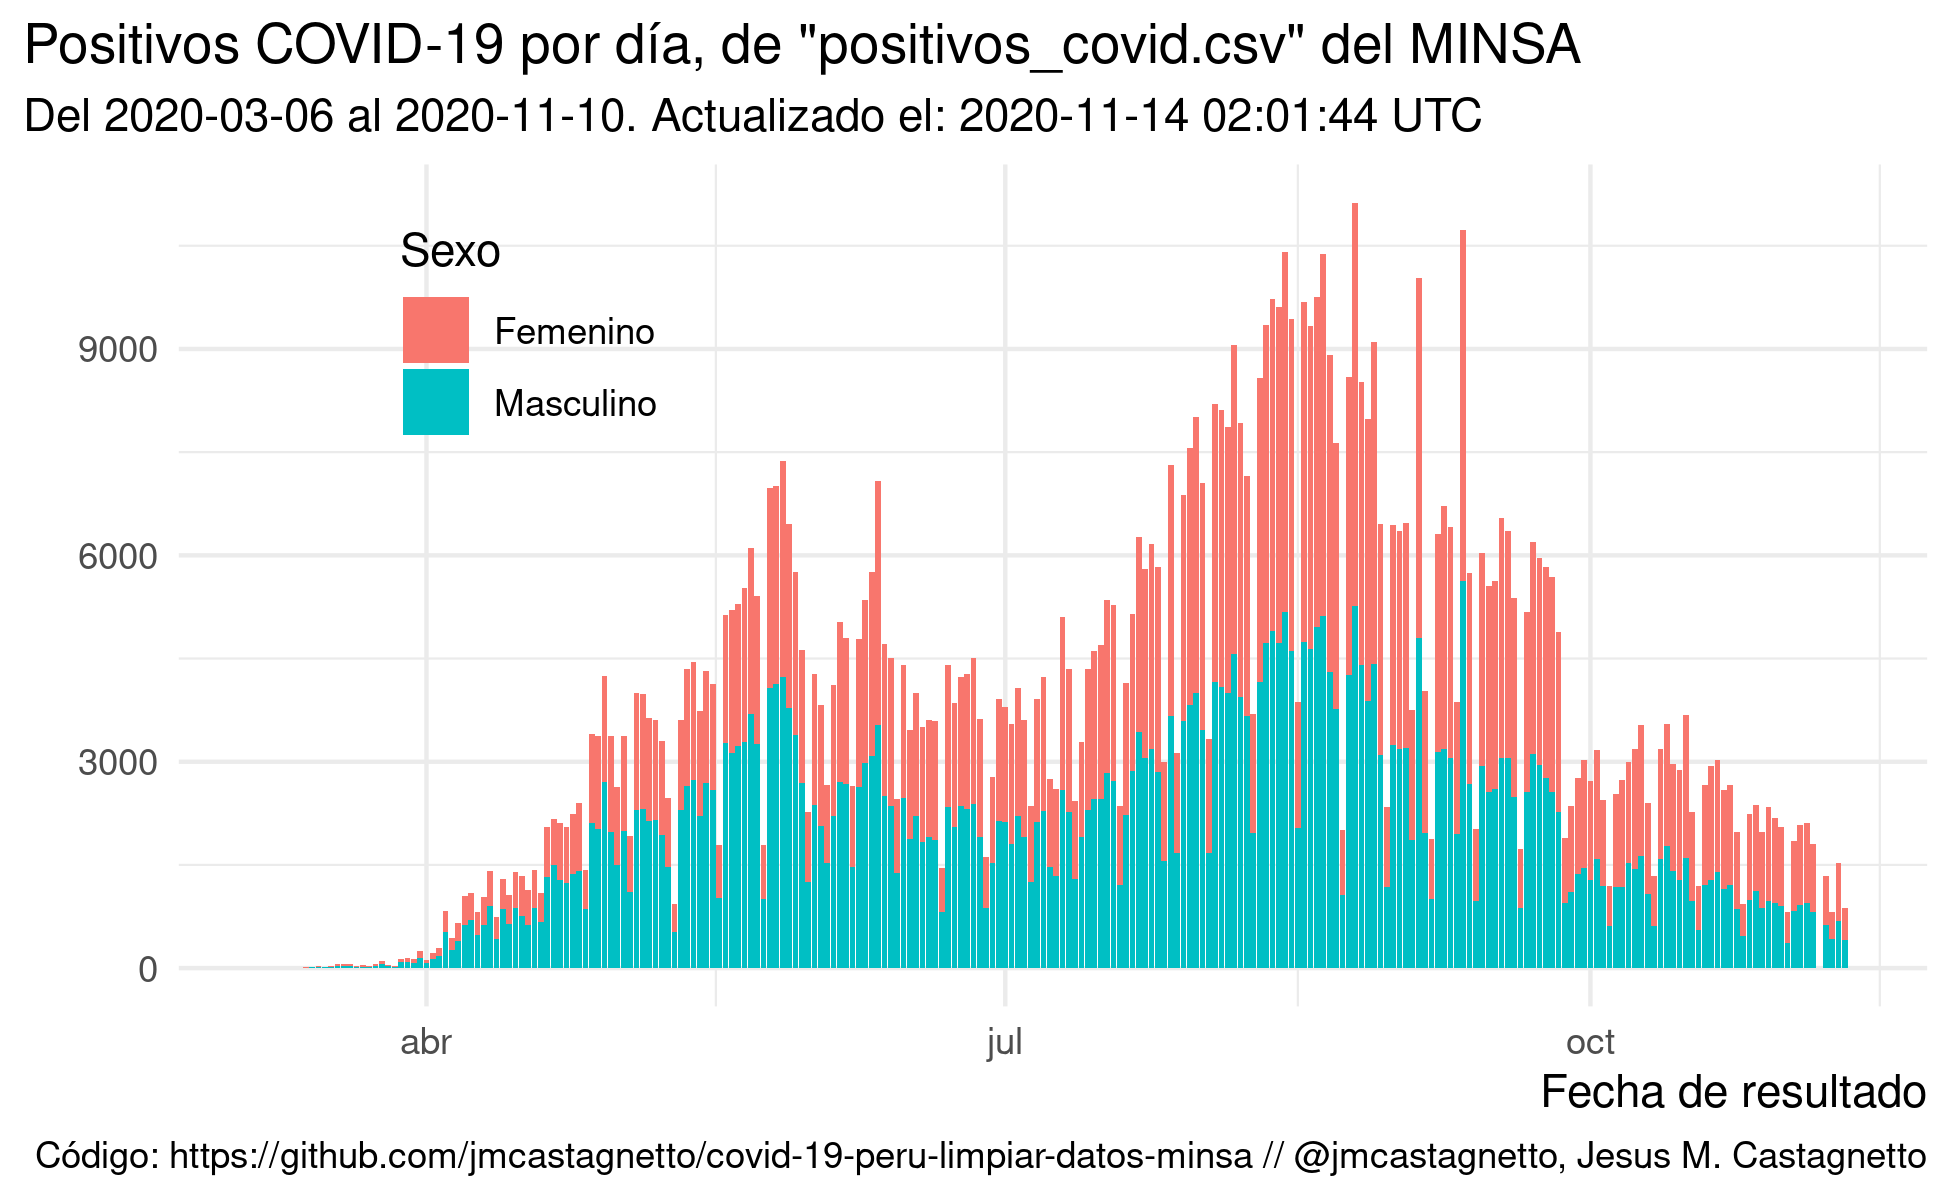 Positivos COVID-19 por día, de "positivos_covid.csv" del MINSA
Del 2020-03-06 al 2020-11-10. Actualizado el: 2020-11-14 02:01:44 UTC
Sexo
Femenino
Masculino
9000
6000
3000
0
abr jul oct
Fecha de resultado
Código: https://github.com/jmcastagnetto/covid-19-peru-limpiar-datos-minsa // @jmcastagnetto, Jesus M. Castagnetto